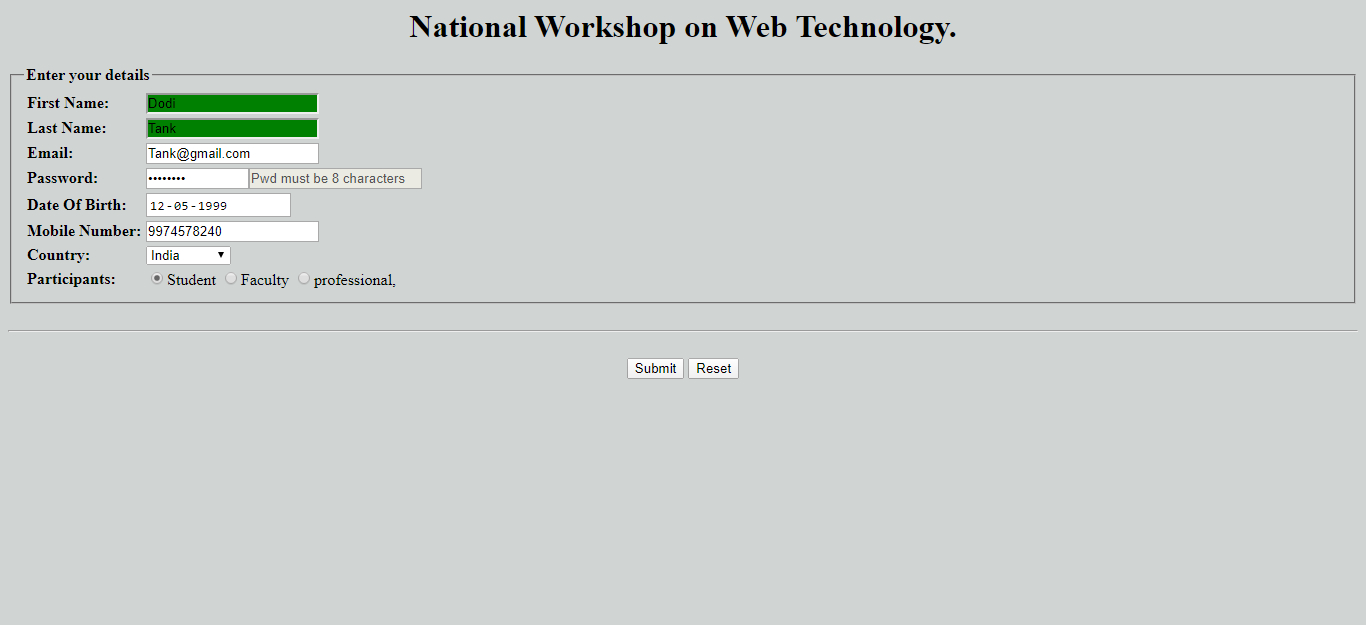 National Workshop on Web Technology.
Enter your details
First Name: Dodi
Last Name: Tank
Email: Tank@gmail.com
Password: •••••••• Pwd must be 8 characters
Date Of Birth: 12-05-1999
Mobile Number: 9974578240
Country: India
Participants: Student Faculty professional,
Submit Reset